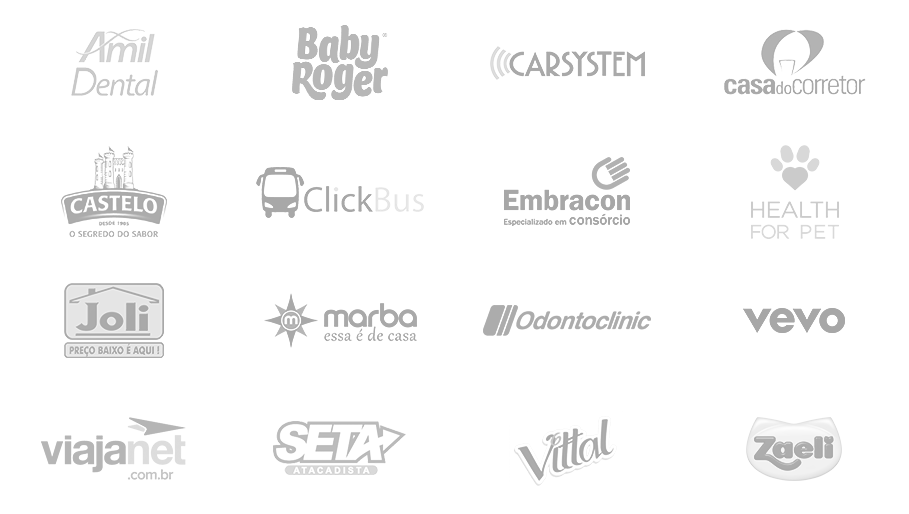 Amil
Dental
Baby
Roger
CARSYSTEM
casadocorretor
CASTELO
DESDE 1905
O SEGREDO DO SABOR
ClickBus
Embracon
Especializado em consórcio
HEALTH
FOR PET
Joli
PREÇO BAIXO É AQUI !
m marba
essa é de casa
Odontoclinic
vevo
viajanet
.com.br
SETA
ATACADISTA
Vittal
Zaeli